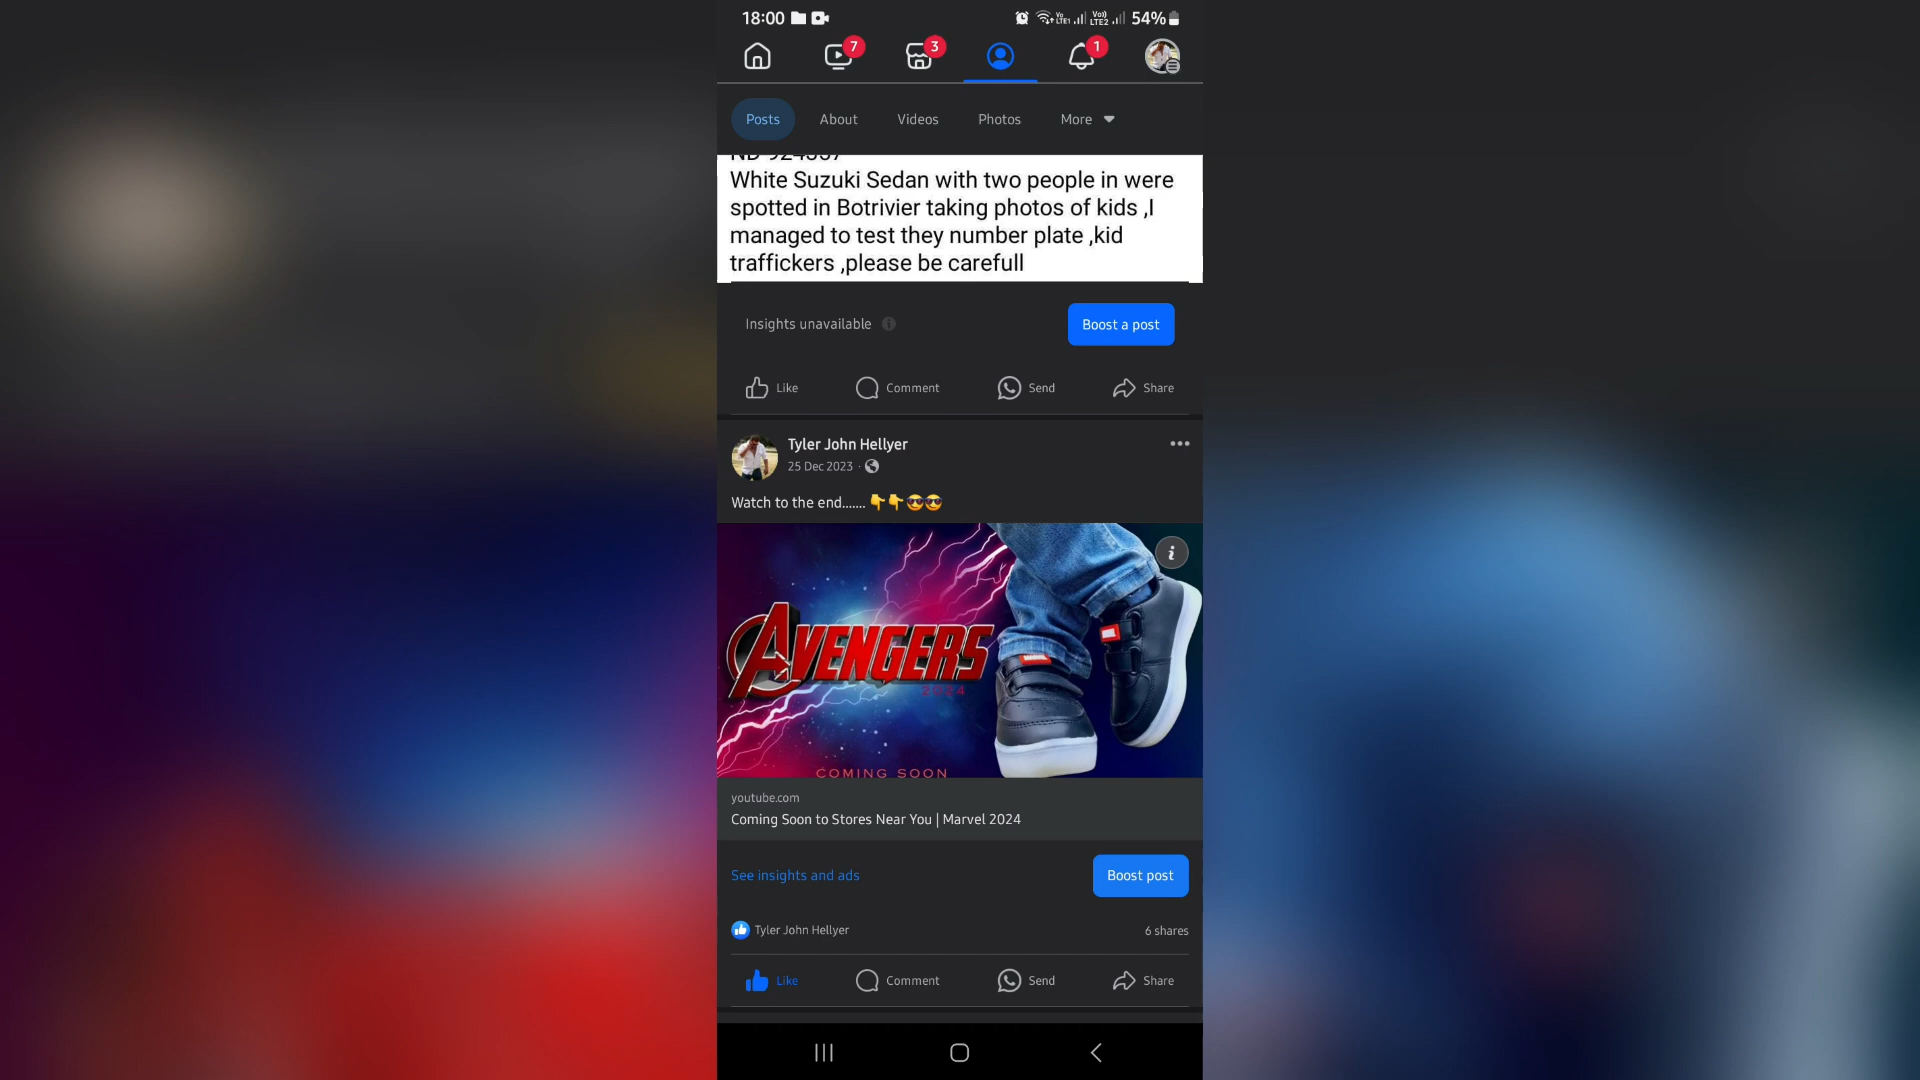 18:00
Vo LTE1
Vo) LTE2
54%
7
3
1
Posts
About
Videos
Photos
More
White Suzuki Sedan with two people in were
spotted in Botrivier taking photos of kids ,I
managed to test they number plate ,kid
traffickers ,please be carefull
Insights unavailable
Boost a post
Like
Comment
Send
Share
Tyler John Hellyer
25 Dec 2023 ·
Watch to the end.......
AVENGERS
2024
COMING SOON
youtube.com
Coming Soon to Stores Near You | Marvel 2024
See insights and ads
Boost post
Tyler John Hellyer
6 shares
Like
Comment
Send
Share